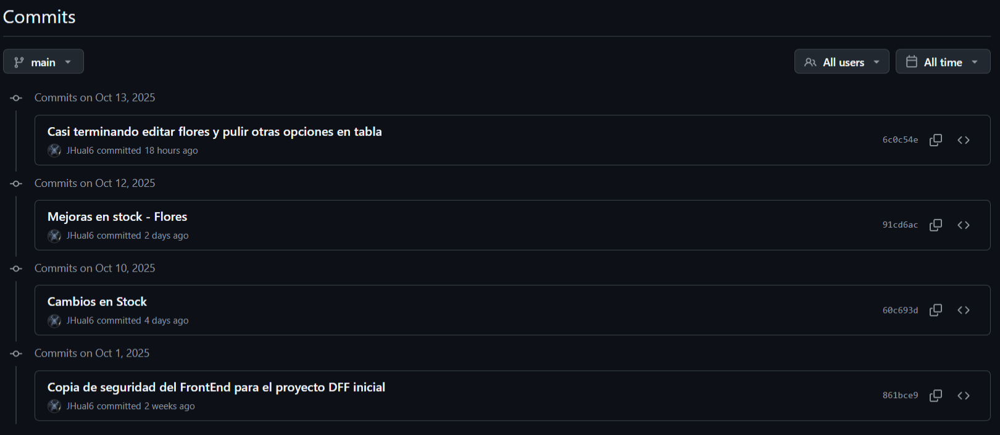 Commits
main
All users
All time
Commits on Oct 13, 2025
Casi terminando editar flores y pulir otras opciones en tabla
JHual6 committed 18 hours ago
6c0c54e
Commits on Oct 12, 2025
Mejoras en stock - Flores
JHual6 committed 2 days ago
91cd6ac
Commits on Oct 10, 2025
Cambios en Stock
JHual6 committed 4 days ago
60c693d
Commits on Oct 1, 2025
Copia de seguridad del FrontEnd para el proyecto DFF inicial
JHual6 committed 2 weeks ago
861bce9